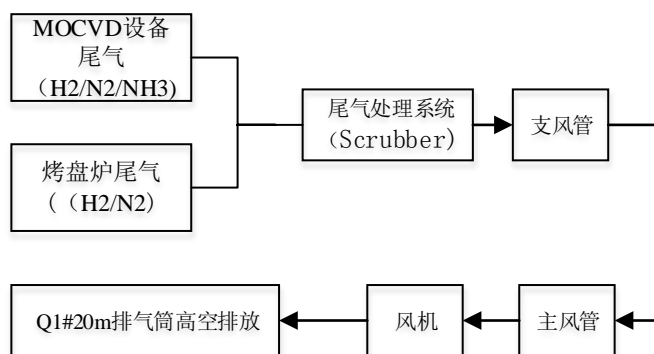 MOCVD设备
尾气
（H2/N2/NH3)
尾气处理系统
（Scrubber）
支风管
烤盘炉尾气
(（H2/N2）
Q1#20m排气筒高空排放
风机
主风管